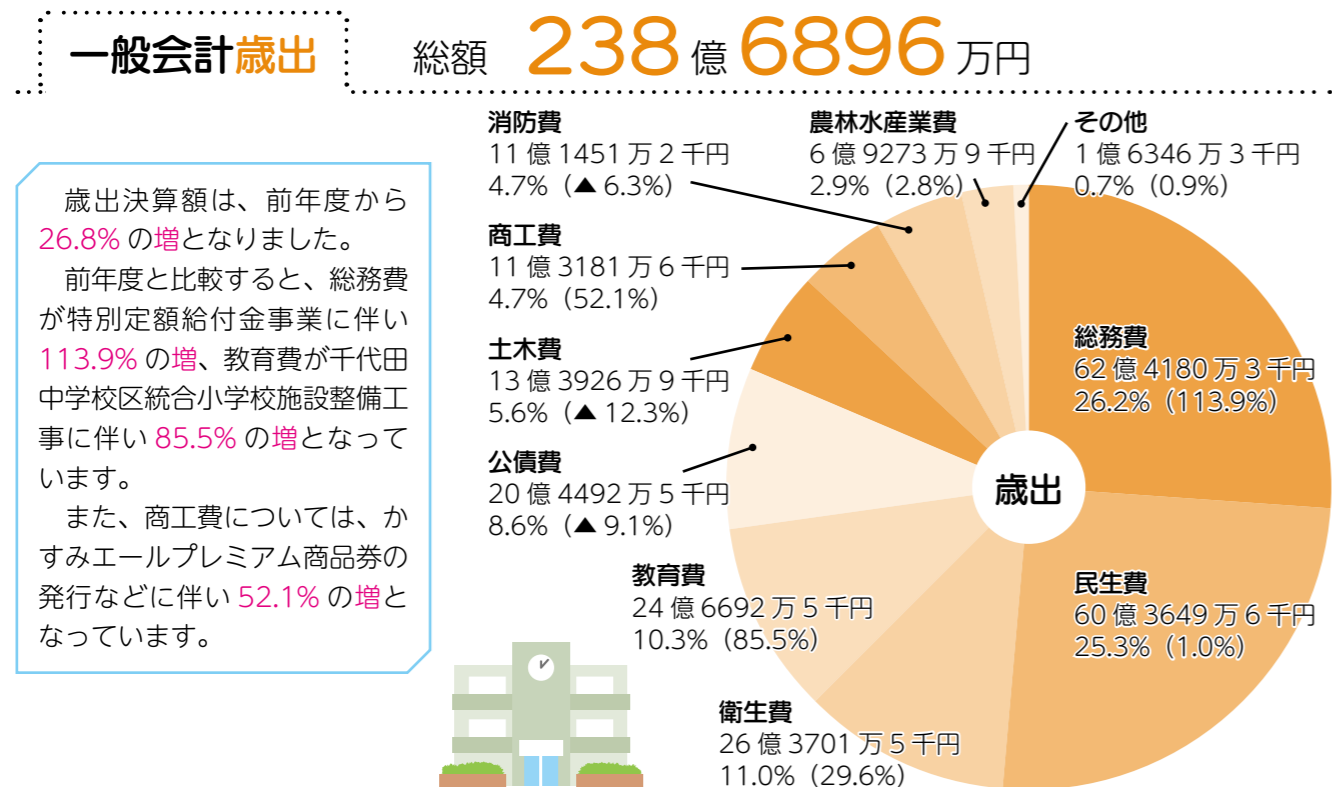 一般会計歳出
総額 238億6896万円
歳出決算額は、前年度から
26.8%の増となりました。
前年度と比較すると、総務費
が特別定額給付金事業に伴い
113.9%の増、教育費が千代田
中学校区統合小学校施設整備工
事に伴い85.5%の増となって
います。
また、商工費については、か
すみエールプレミアム商品券の
発行などに伴い52.1%の増と
なっています。
消防費
11億1451万2千円
4.7%（▲6.3%）
農林水産業費
6億9273万9千円
2.9%（2.8%）
その他
1億6346万3千円
0.7%（0.9%）
商工費
11億3181万6千円
4.7%（52.1%）
土木費
13億3926万9千円
5.6%（▲12.3%）
公債費
20億4492万5千円
8.6%（▲9.1%）
教育費
24億6692万5千円
10.3%（85.5%）
衛生費
26億3701万5千円
11.0%（29.6%）
総務費
62億4180万3千円
26.2%（113.9%）
歳出
民生費
60億3649万6千円
25.3%（1.0%）